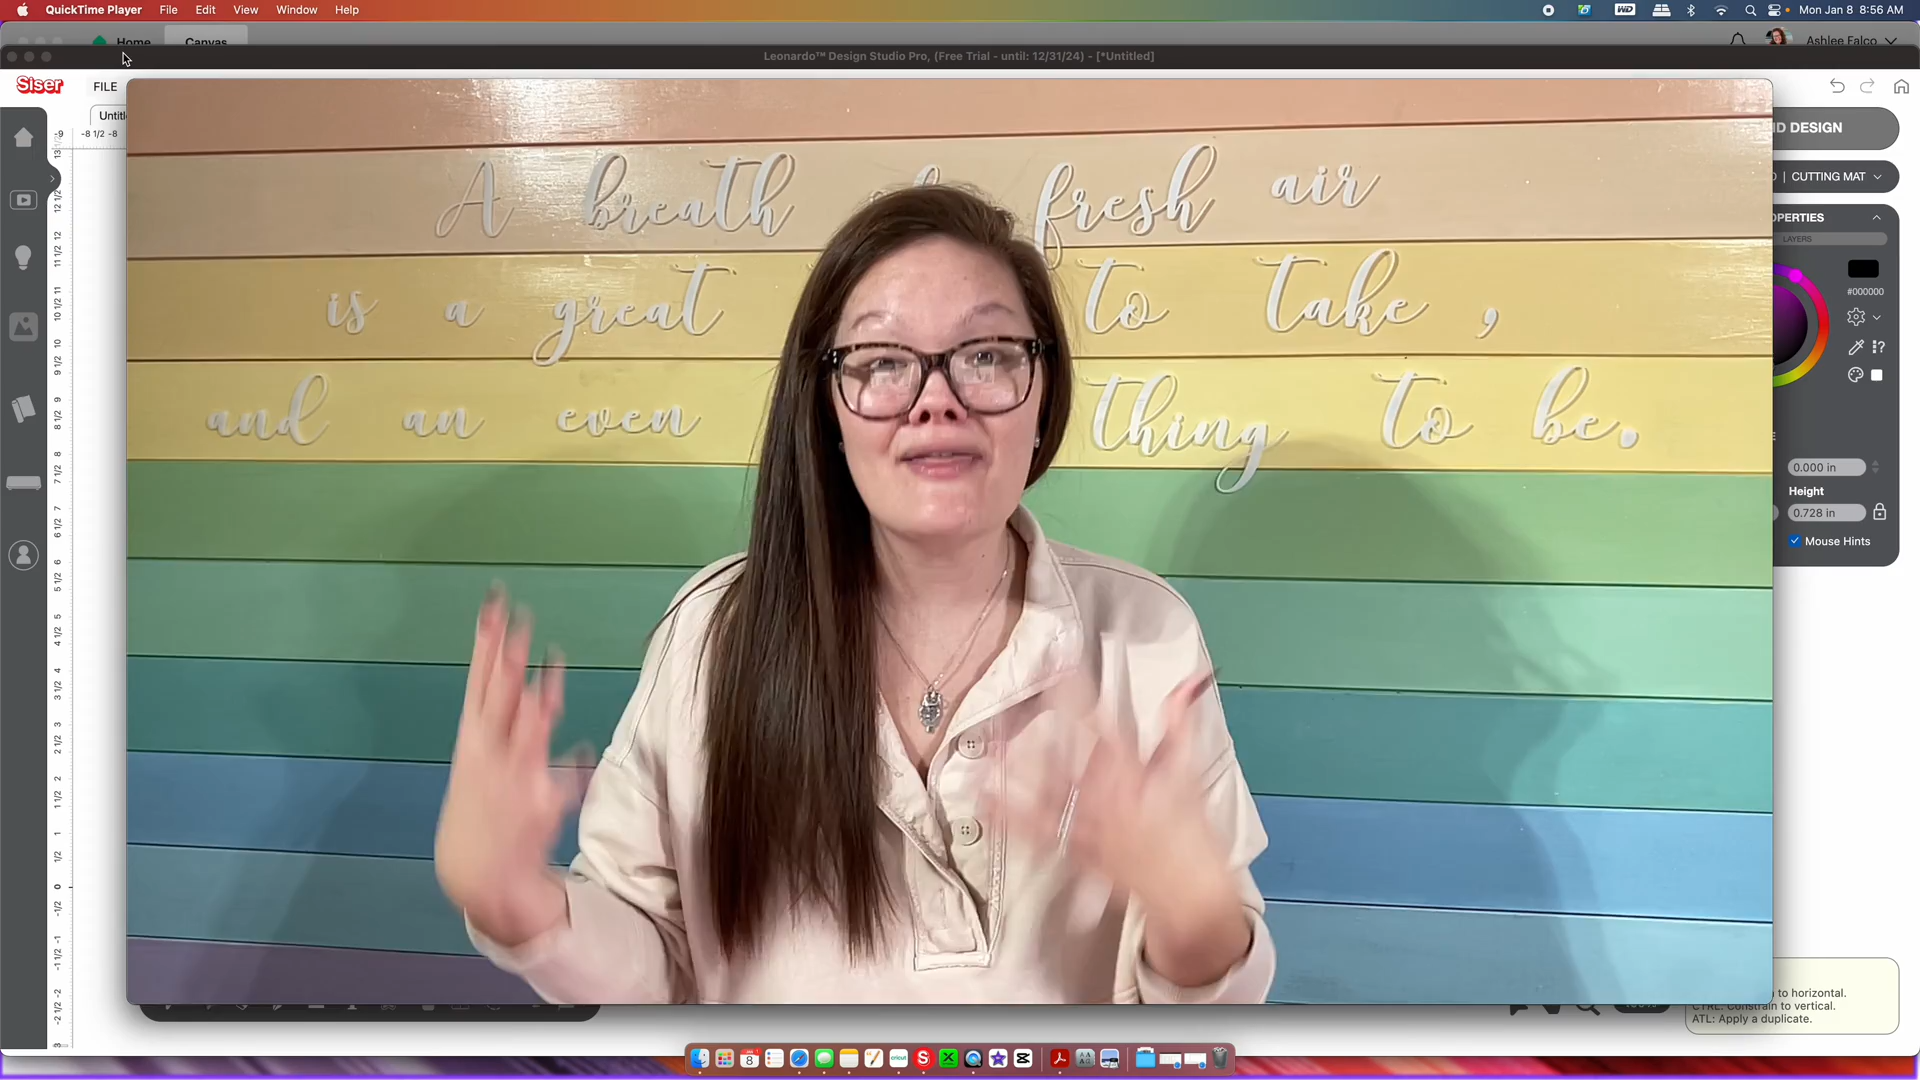 QuickTime Player File Edit View Window Help Mon Jan 8 8:56 AM
Home Canvas Ashlee Falco
Leonardo™ Design Studio Pro, (Free Trial - until: 12/31/24) - [*Untitled]
Siser FILE
A breath fresh air
is a great to take ,
and an even thing to be.
D DESIGN
CUTTING MAT
LAYERS
#000000
0.000 in
Height
0.728 in
Mouse Hints
to horizontal.
CTRL: Constrain to vertical.
ATL: Apply a duplicate.